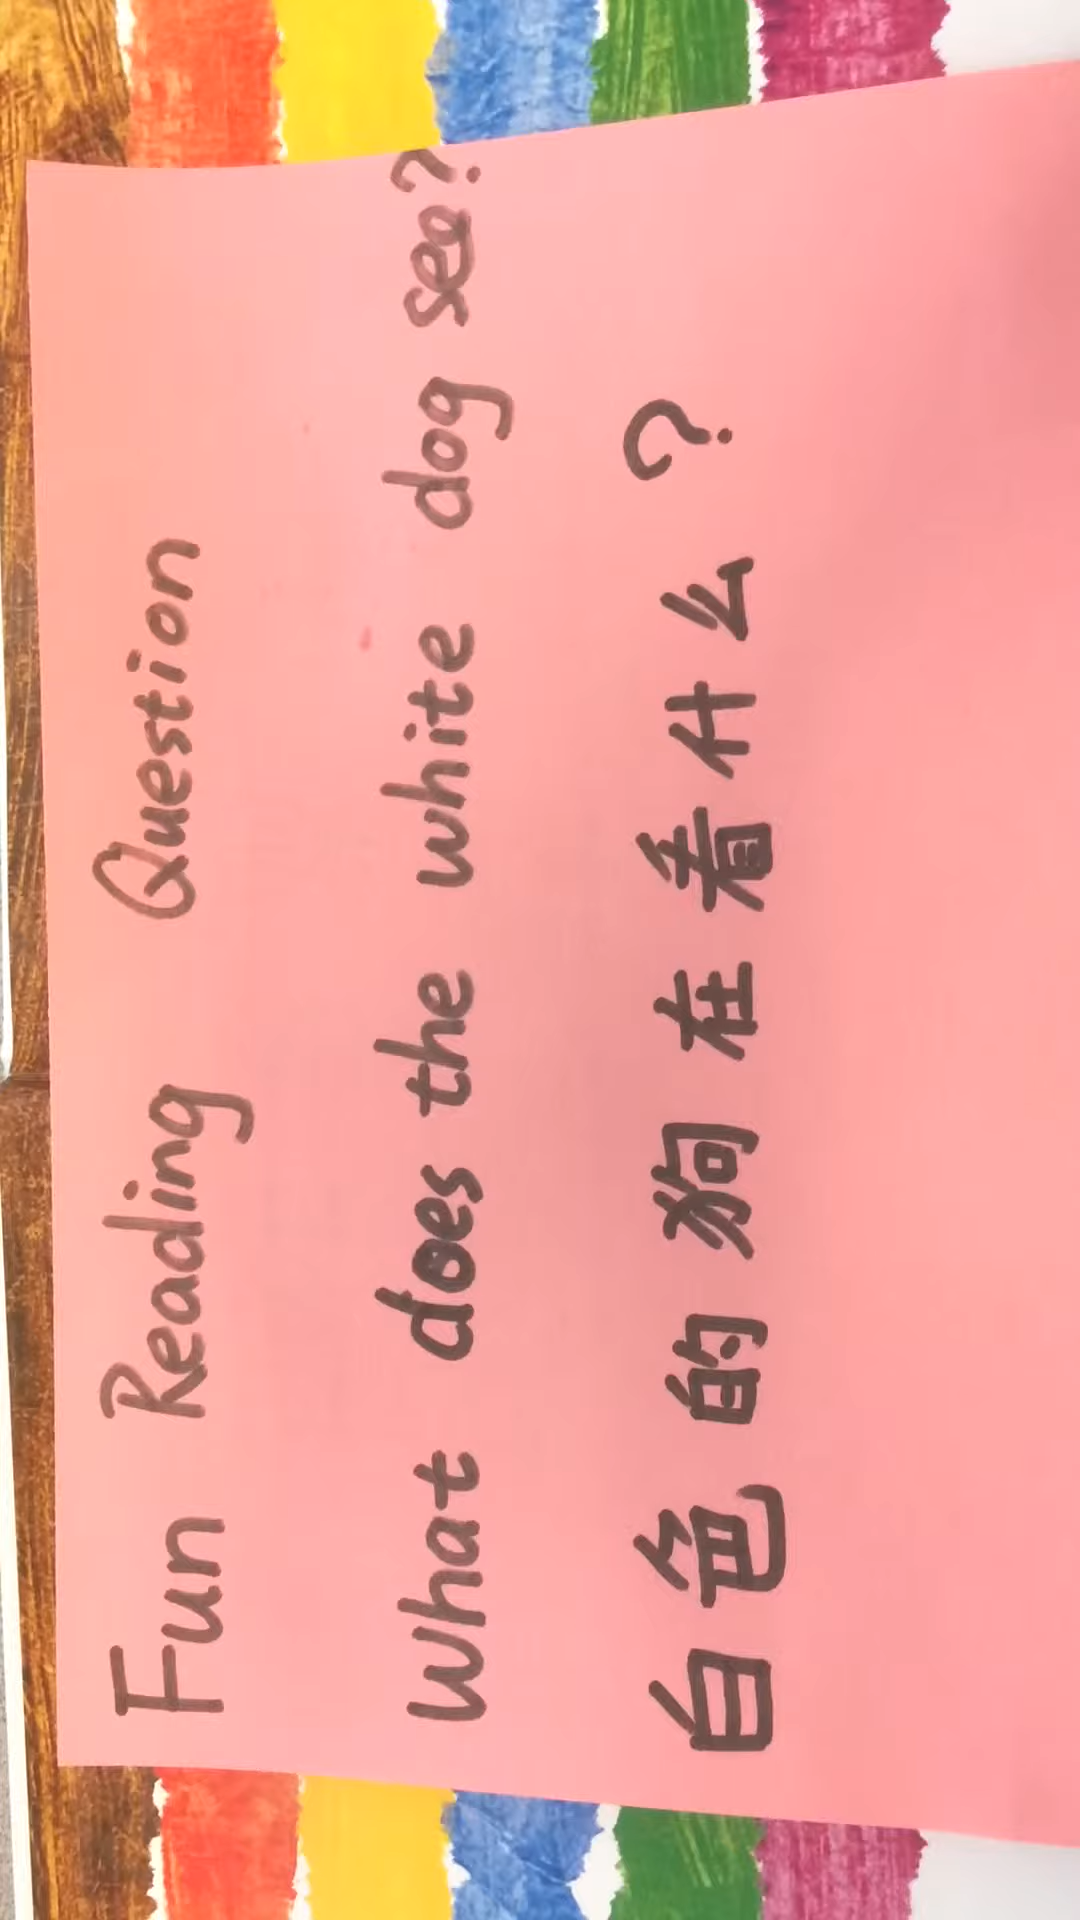 Fun Reading Question
What does the white dog see?
白色的狗在看什么?